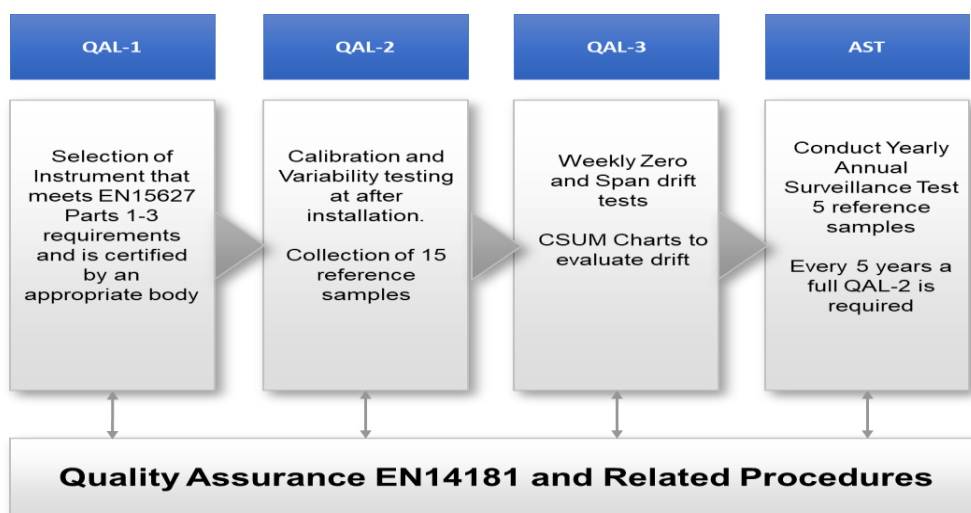 QAL-1
Selection of
Instrument that
meets EN15627
Parts 1-3
requirements
and is certified
by an
appropriate body
QAL-2
Calibration and
Variability testing
at after
installation.
Collection of 15
reference
samples
QAL-3
Weekly Zero
and Span drift
tests
CSUM Charts to
evaluate drift
AST
Conduct Yearly
Annual
Surveillance Test
5 reference
samples
Every 5 years a
full QAL-2 is
required
Quality Assurance EN14181 and Related Procedures